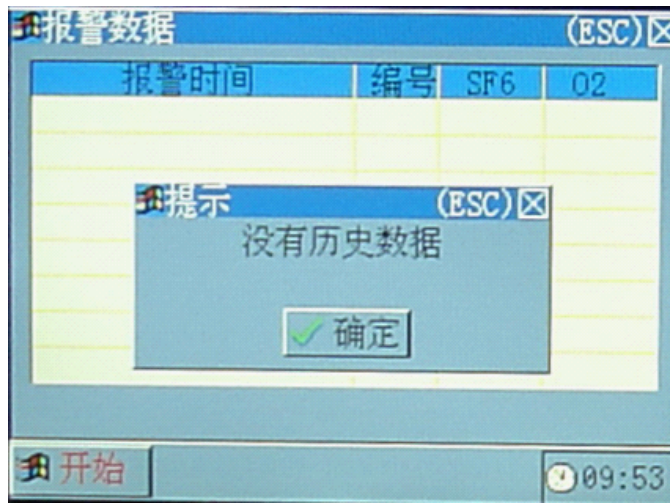 报警数据 (ESC)
报警时间 编号 SF6 O2
提示 (ESC)
没有历史数据
确定
开始 09:53